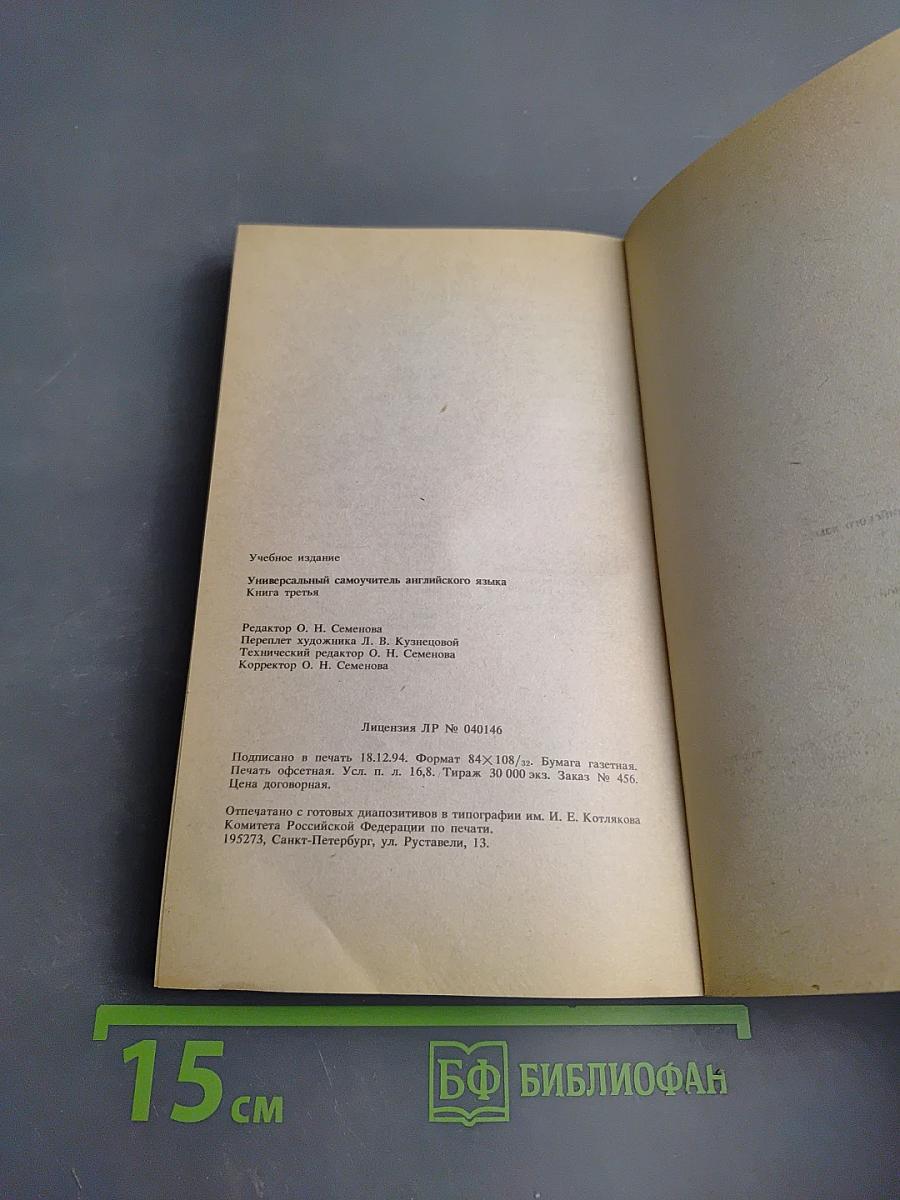 Учебное издание
Универсальный самоучитель английского языка
Книга третья
Редактор О. Н. Семенова
Переплет художника Л. В. Кузнецовой
Технический редактор О. Н. Семенова
Корректор О. Н. Семенова
Лицензия ЛР № 040146
Подписано в печать 18.12.94. Формат 84×108/32. Бумага газетная.
Печать офсетная. Усл. п. л. 16,8. Тираж 30 000 экз. Заказ № 456.
Цена договорная.
Отпечатано с готовых диапозитивов в типографии им. И. Е. Котлякова
Комитета Российской Федерации по печати.
195273, Санкт-Петербург, ул. Руставели, 13.
15 см
БФ БИБЛИОФАН